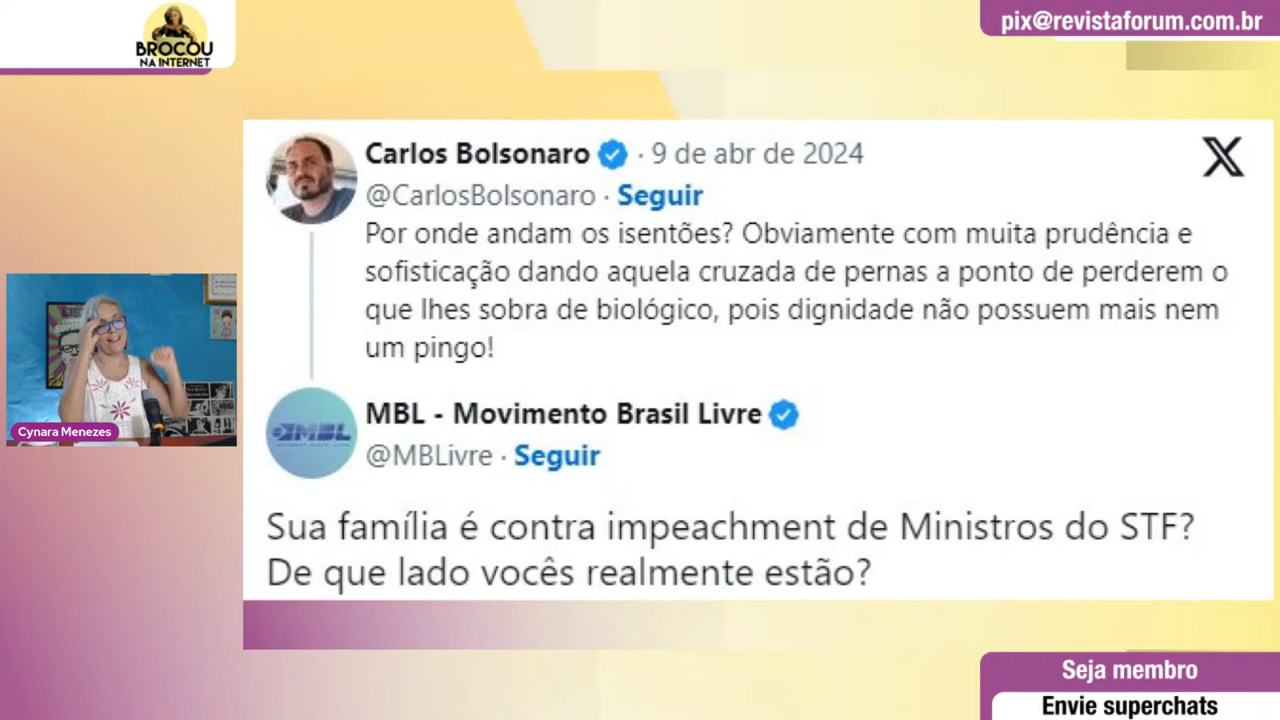 BROCOU
NA INTERNET
pix@revistaforum.com.br
Carlos Bolsonaro · 9 de abr de 2024
@CarlosBolsonaro · Seguir
Por onde andam os isentões? Obviamente com muita prudência e
sofisticação dando aquela cruzada de pernas a ponto de perderem o
que lhes sobra de biológico, pois dignidade não possuem mais nem
um pingo!
MBL
MBL - Movimento Brasil Livre
@MBLivre · Seguir
Sua família é contra impeachment de Ministros do STF?
De que lado vocês realmente estão?
Cynara Menezes
Seja membro
Envie superchats